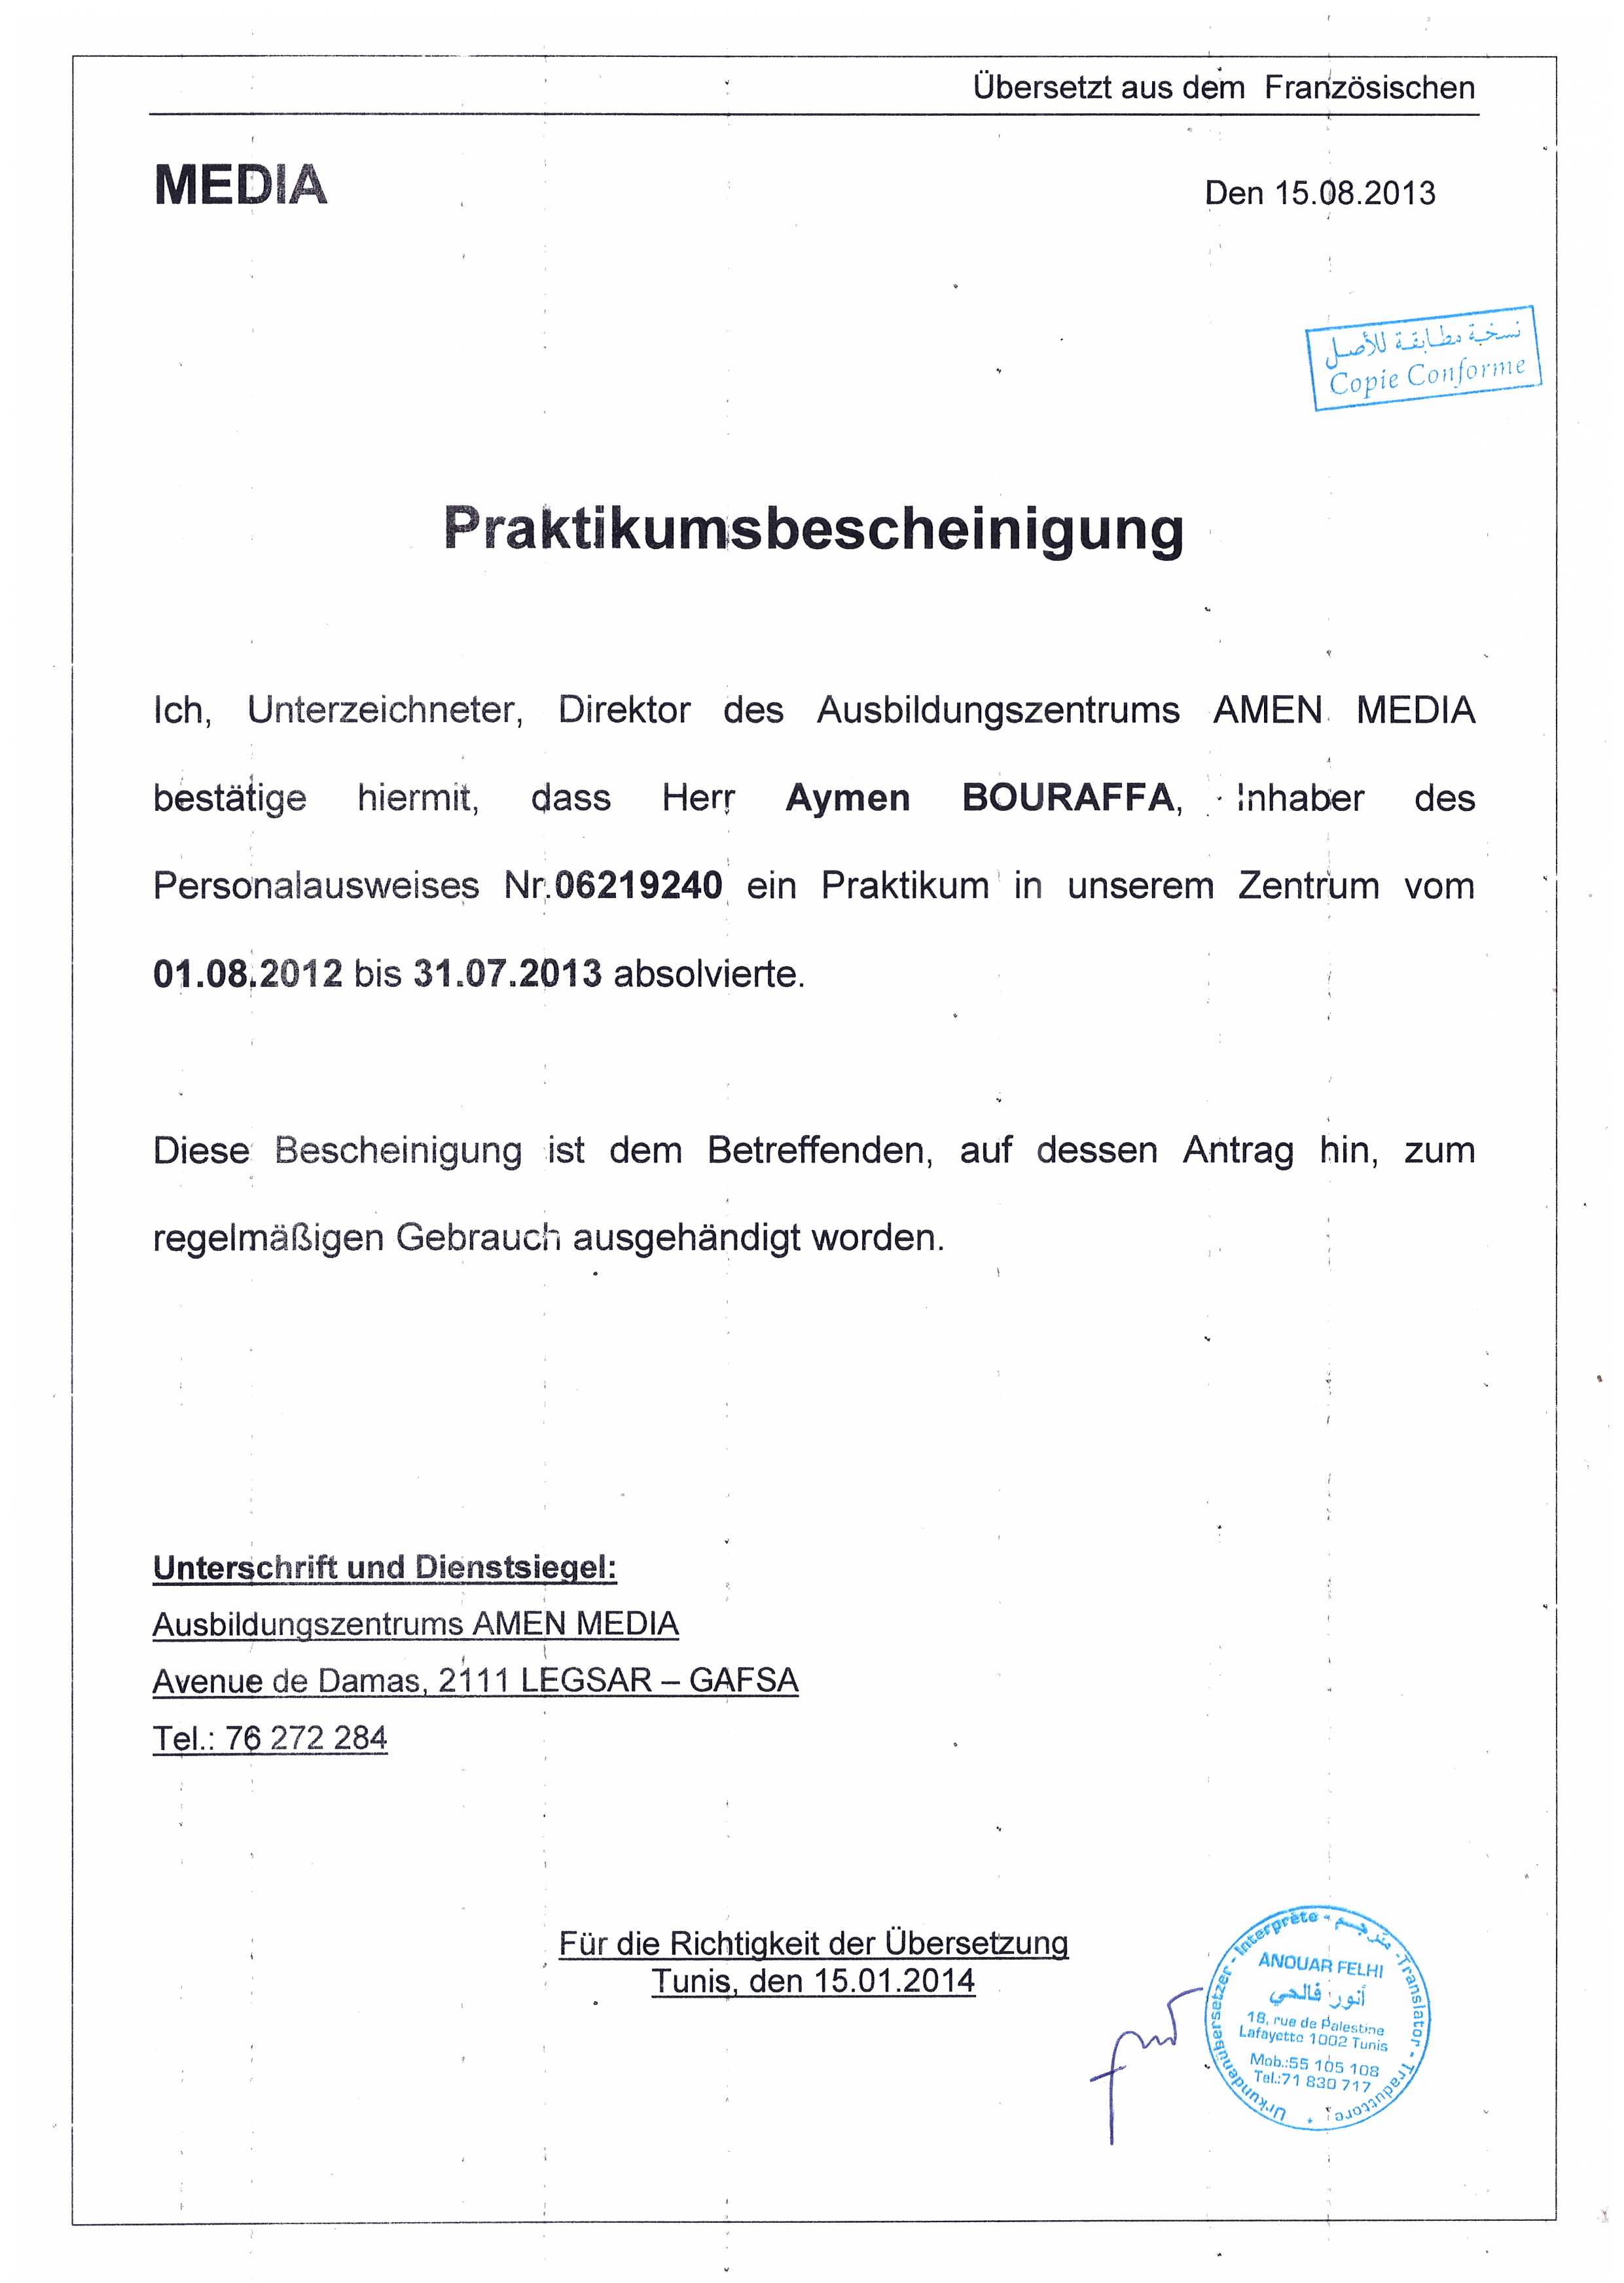 Übersetzt aus dem Französischen
MEDIA
Den 15.08.2013
نسخة مطابقة للأصل
Copie Conforme
Praktikumsbescheinigung
Ich, Unterzeichneter, Direktor des Ausbildungszentrums AMEN MEDIA
bestätige hiermit, dass Herr Aymen BOURAFFA, Inhaber des
Personalausweises Nr.06219240 ein Praktikum in unserem Zentrum vom
01.08.2012 bis 31.07.2013 absolvierte.
Diese Bescheinigung ist dem Betreffenden, auf dessen Antrag hin, zum
regelmäßigen Gebrauch ausgehändigt worden.
Unterschrift und Dienstsiegel:
Ausbildungszentrums AMEN MEDIA
Avenue de Damas, 2111 LEGSAR – GAFSA
Tel.: 76 272 284
Für die Richtigkeit der Übersetzung
Tunis, den 15.01.2014
Urkundenübersetzer - Interprète - مترجم - Translator - Traduttore
ANOUAR FELHI
أنور فالحي
18, rue de Palestine
Lafayette 1002 Tunis
Mob.:55 105 108
Tel.:71 830 717